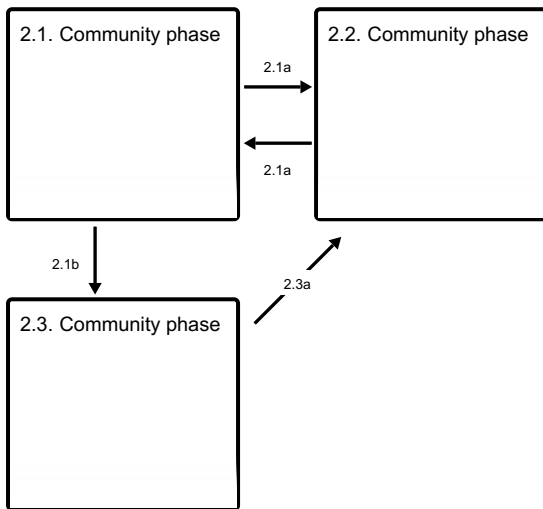 2.1. Community phase
2.2. Community phase
2.1a
2.1a
2.1b
2.3a
2.3. Community phase